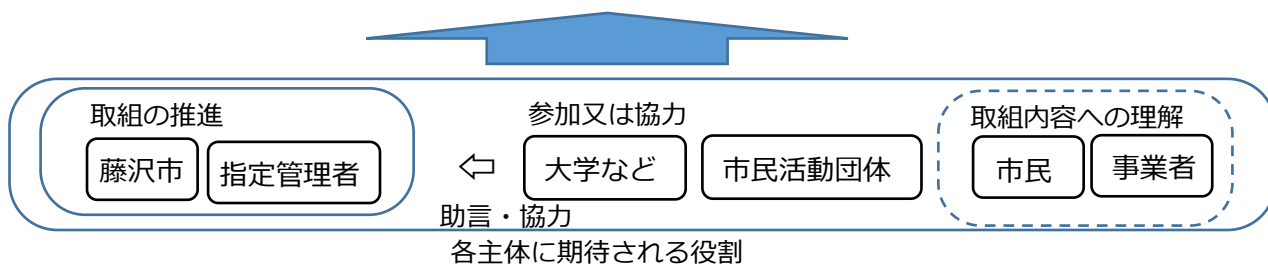 取組の推進
参加又は協力
取組内容への理解
藤沢市
指定管理者
大学など
市民活動団体
市民
事業者
助言・協力
各主体に期待される役割